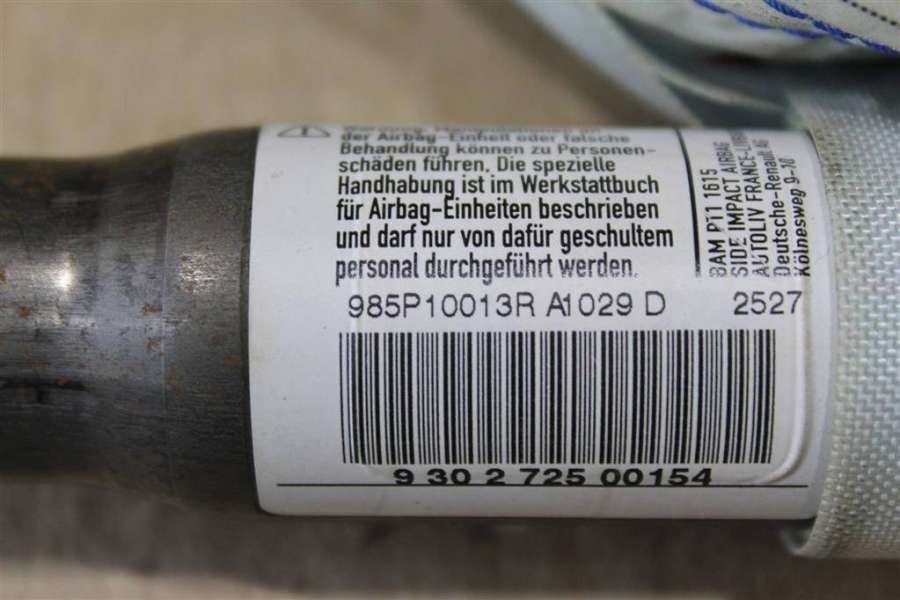 der Airbag-Einheit oder falsche
Behandlung können zu Personen-
schäden führen. Die spezielle
Handhabung ist im Werkstattbuch
für Airbag-Einheiten beschrieben
und darf nur von dafür geschultem
personal durchgeführt werden.
BAM PT1 1615
SIDE IMPACT AIRBAG
AUTOLIV FRANCE
Deutsche-Renault AG
Kölnesweg 9-10
985P10013R A1029 D 2527
9 30 2 725 00154